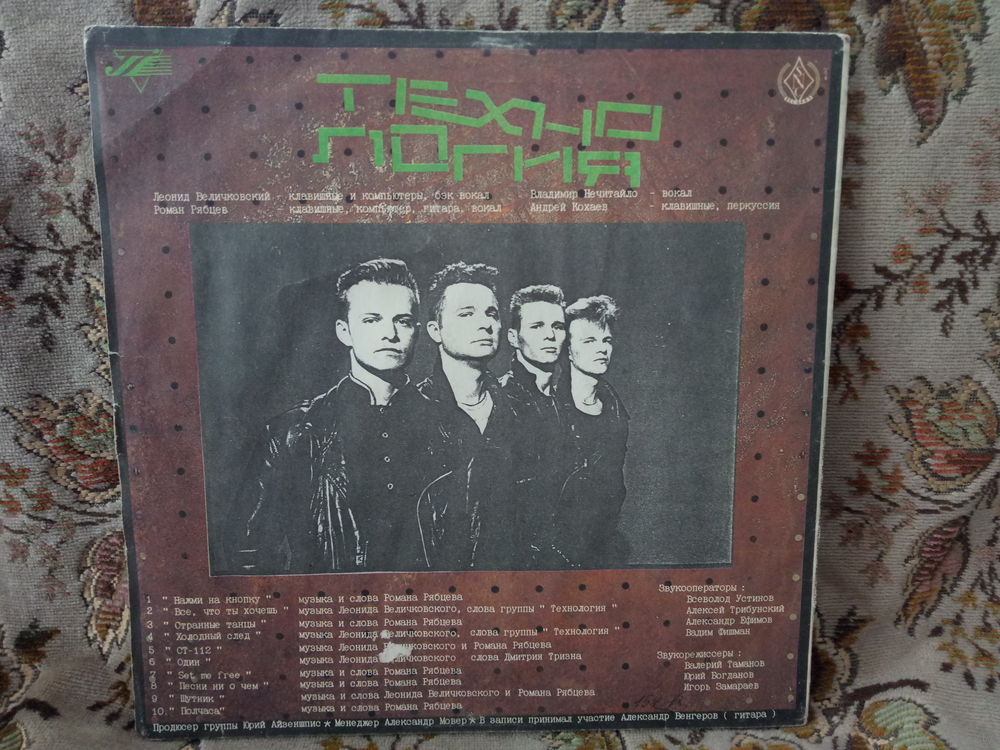 ТЕХНО
ЛОГИЯ
Леонид Величковский - клавишные и компьютеры, бэк вокал Владимир Нечитайло - вокал
Роман Рябцев - клавишные, компьютер, гитара, вокал Андрей Кохаев - клавишные, перкуссия
1 " Нажми на кнопку " музыка и слова Романа Рябцева
2 " Все, что ты хочешь " музыка Леонида Величковского, слова группы " Технология "
3 " Странные танцы " музыка и слова Романа Рябцева
4 " Холодный след " музыка Леонида Величковского, слова группы " Технология "
5 " СТ-112 " музыка Леонида Величковского и Романа Рябцева
6 " Один " музыка Леонида Величковского слова Дмитрия Тризна
7 " Set me free " музыка и слова Романа Рябцева
8 " Песни ни о чем " музыка и слова Романа Рябцева
9 " Шутник " музыка и слова Леонида Величковского и Романа Рябцева
10. " Полчаса " музыка и слова Романа Рябцева
Звукооператоры :
Всеволод Устинов
Алексей Трибунский
Александр Ефимов
Вадим Фишман
Звукорежиссеры :
Валерий Таманов
Юрий Богданов
Игорь Замараев
Продюсер группы Юрий Айзеншпис ★ Менеджер Александр Мовер ★ В записи принимал участие Александр Венгеров ( гитара )